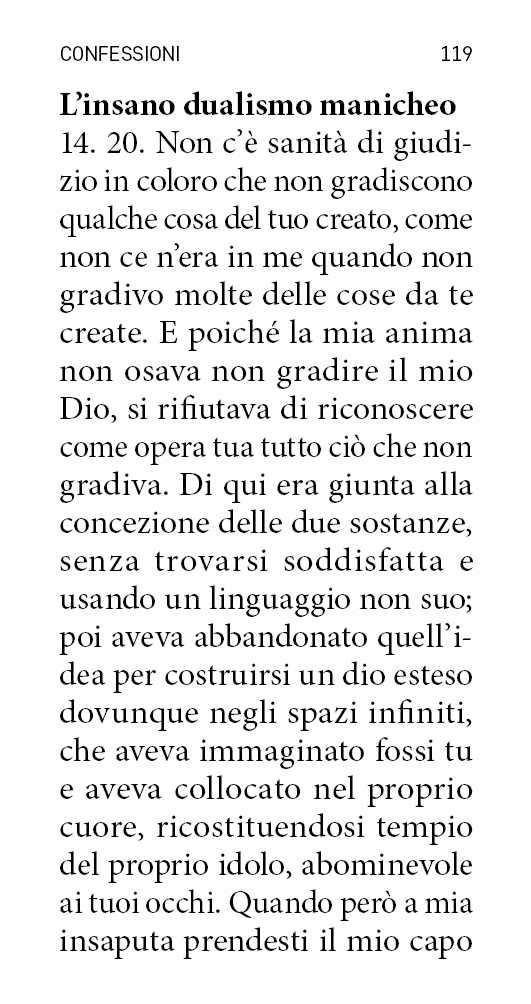 CONFESSIONI 119
L’insano dualismo manicheo
14. 20. Non c’è sanità di giudi-
zio in coloro che non gradiscono
qualche cosa del tuo creato, come
non ce n’era in me quando non
gradivo molte delle cose da te
create. E poiché la mia anima
non osava non gradire il mio
Dio, si rifiutava di riconoscere
come opera tua tutto ciò che non
gradiva. Di qui era giunta alla
concezione delle due sostanze,
senza trovarsi soddisfatta e
usando un linguaggio non suo;
poi aveva abbandonato quell’i-
dea per costruirsi un dio esteso
dovunque negli spazi infiniti,
che aveva immaginato fossi tu
e aveva collocato nel proprio
cuore, ricostituendosi tempio
del proprio idolo, abominevole
ai tuoi occhi. Quando però a mia
insaputa prendesti il mio capo